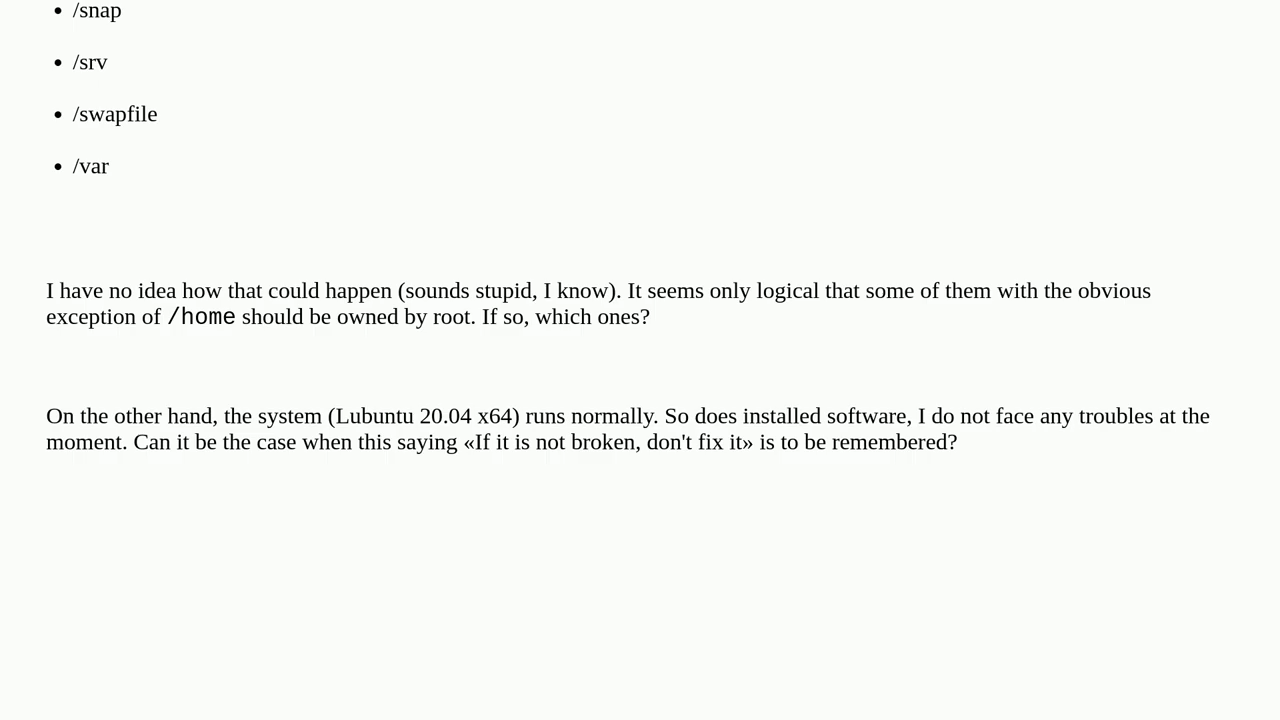 • /snap
• /srv
• /swapfile
• /var
I have no idea how that could happen (sounds stupid, I know). It seems only logical that some of them with the obvious
exception of /home should be owned by root. If so, which ones?
On the other hand, the system (Lubuntu 20.04 x64) runs normally. So does installed software, I do not face any troubles at the
moment. Can it be the case when this saying «If it is not broken, don't fix it» is to be remembered?